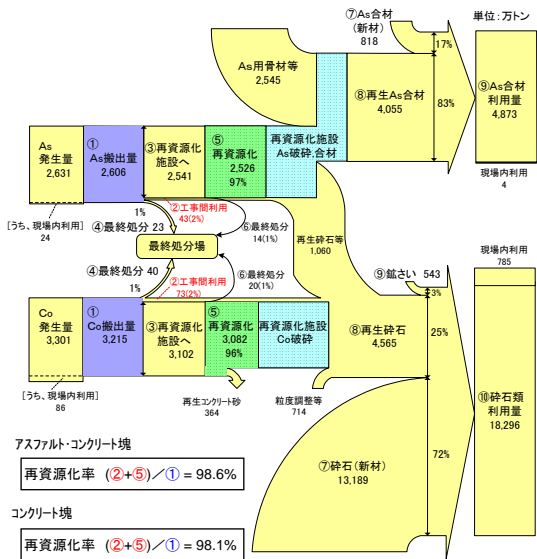 単位:万トン
⑦As合材
(新材)
818
17%
As用骨材等
2,545
⑧再生As合材
4,055
83%
⑨As合材
利用量
4,873
現場内利用
4
As
発生量
2,631
①
As搬出量
2,606
③再資源化
施設へ
2,541
⑤
再資源化
2,526
97%
再資源化施設
As破砕,合材
[うち、現場内利用]
24
1%
②工事間利用
43(2%)
④最終処分 23
⑥最終処分
14(1%)
最終処分場
再生砕石等
1,060
④最終処分 40
1%
②工事間利用
73(2%)
⑥最終処分
20(1%)
⑨鉱さい 543
3%
現場内利用
785
Co
発生量
3,301
①
Co搬出量
3,215
③再資源化
施設へ
3,102
⑤
再資源化
3,082
96%
再資源化施設
Co破砕
⑧再生砕石
4,565
25%
[うち、現場内利用]
86
再生コンクリート砂
364
粒度調整等
714
⑩砕石類
利用量
18,296
⑦砕石(新材)
13,189
72%
アスファルト・コンクリート塊
再資源化率 (②+⑤)/① = 98.6%
コンクリート塊
再資源化率 (②+⑤)/① = 98.1%